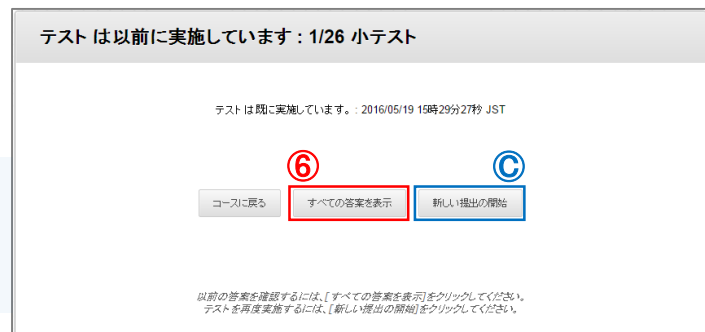 テスト は以前に実施しています : 1/26 小テスト
テスト は既に実施しています。 : 2016/05/19 15時29分27秒 JST
⑥ Ⓒ
コースに戻る すべての答案を表示 新しい提出の開始
以前の答案を確認するには、[すべての答案を表示]をクリックしてください。
テストを再度実施するには、[新しい提出の開始]をクリックしてください。